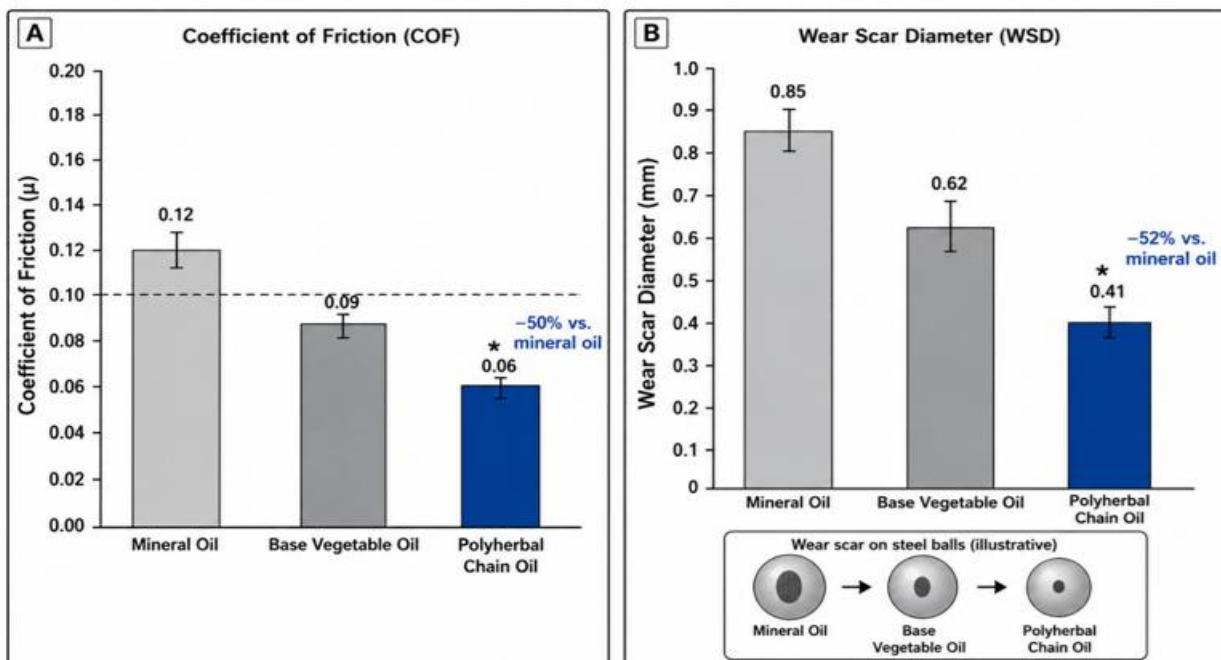 A
Coefficient of Friction (COF)
Coefficient of Friction (μ)
0.20
0.18
0.16
0.14
0.12
0.10
0.08
0.06
0.04
0.02
0.00
0.12
0.09
–50% vs.
mineral oil
*
0.06
Mineral Oil
Base Vegetable Oil
Polyherbal
Chain Oil
B
Wear Scar Diameter (WSD)
Wear Scar Diameter (mm)
1.0
0.9
0.8
0.7
0.6
0.5
0.4
0.3
0.2
0.1
0
0.85
0.62
–52% vs.
mineral oil
*
0.41
Mineral Oil
Base Vegetable Oil
Polyherbal
Chain Oil
Wear scar on steel balls (illustrative)
Mineral Oil
Base
Vegetable Oil
Polyherbal
Chain Oil